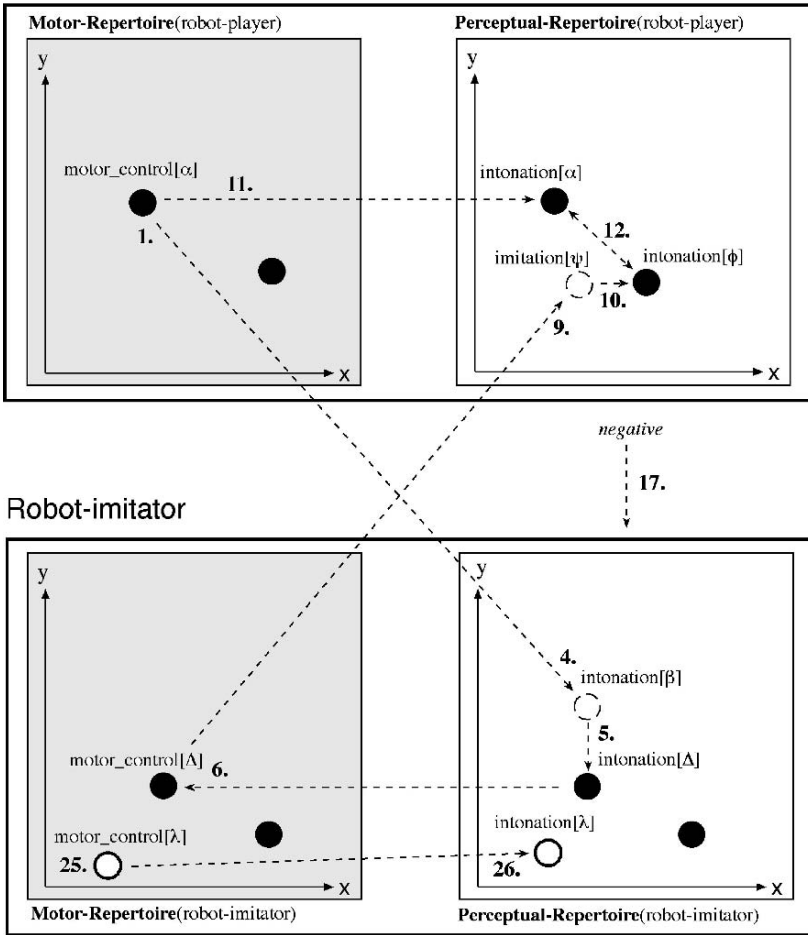 Motor-Repertoire(robot-player)
Perceptual-Repertoire(robot-player)
y
y
motor_control[α]
11.
intonation[α]
1.
12.
imitation[ψ]
intonation[ϕ]
10.
9.
x
x
negative
17.
Robot-imitator
y
y
4.
intonation[β]
5.
motor_control[Δ]
6.
intonation[Δ]
motor_control[λ]
intonation[λ]
25.
26.
x
x
Motor-Repertoire(robot-imitator)
Perceptual-Repertoire(robot-imitator)